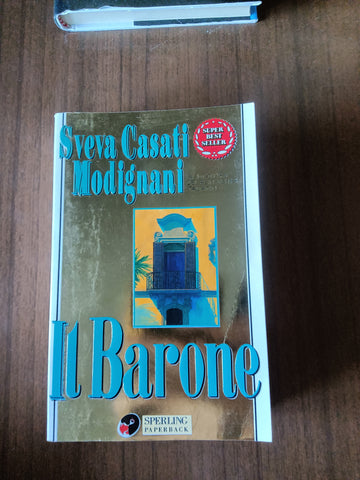 Sveva Casati
Modignani
SUPER
BEST
SELLER
Il Barone
SPERLING
PAPERBACK